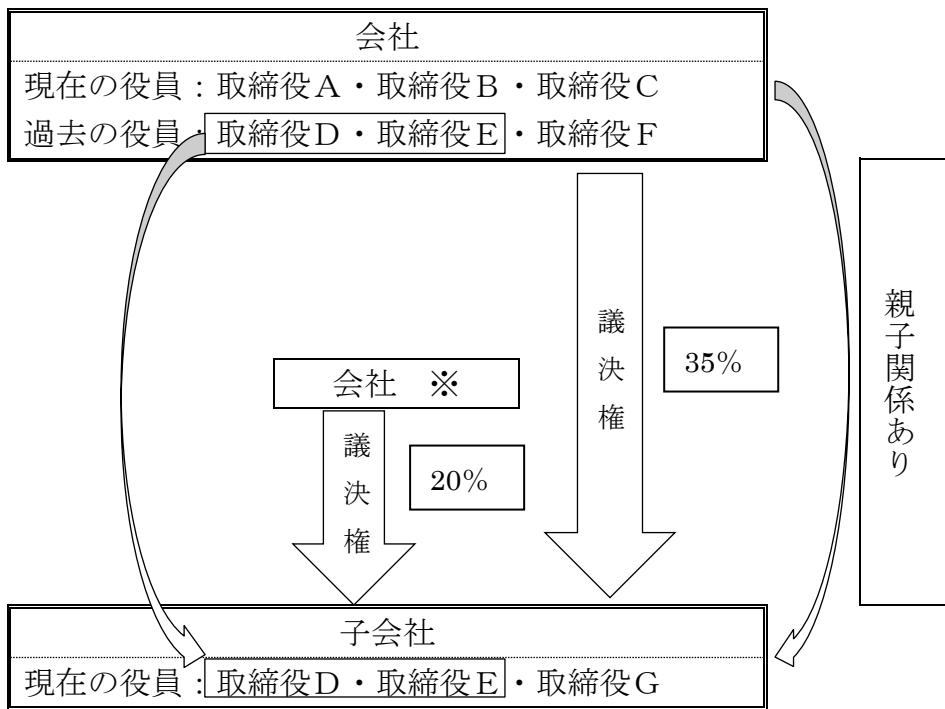 会社
現在の役員：取締役Ａ・取締役Ｂ・取締役Ｃ
過去の役員：取締役Ｄ・取締役Ｅ・取締役Ｆ
親子関係あり
議決権
35%
会社　※
議決権
20%
子会社
現在の役員：取締役Ｄ・取締役Ｅ・取締役Ｇ